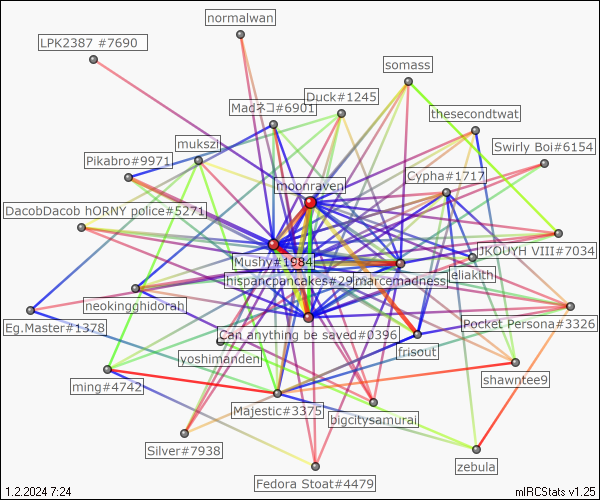 normalwan
LPK2387 #7690
somass
Duck#1245
Madネコ#6901
thesecondtwat
mukszi
Swirly Boi#6154
Pikabro#9971
Cypha#1717
moonraven
DacobDacob hORNY police#5271
JKOUYH VIII#7034
Mushy#1984
eliakith
hispancpancakes#29
marcemadness
neokingghidorah
Eg.Master#1378
Pocket Persona#3326
Can anything be saved#0396
frisout
yoshimanden
shawntee9
ming#4742
Majestic#3375
bigcitysamurai
Silver#7938
zebula
Fedora Stoat#4479
1.2.2024 7:24
mIRCStats v1.25